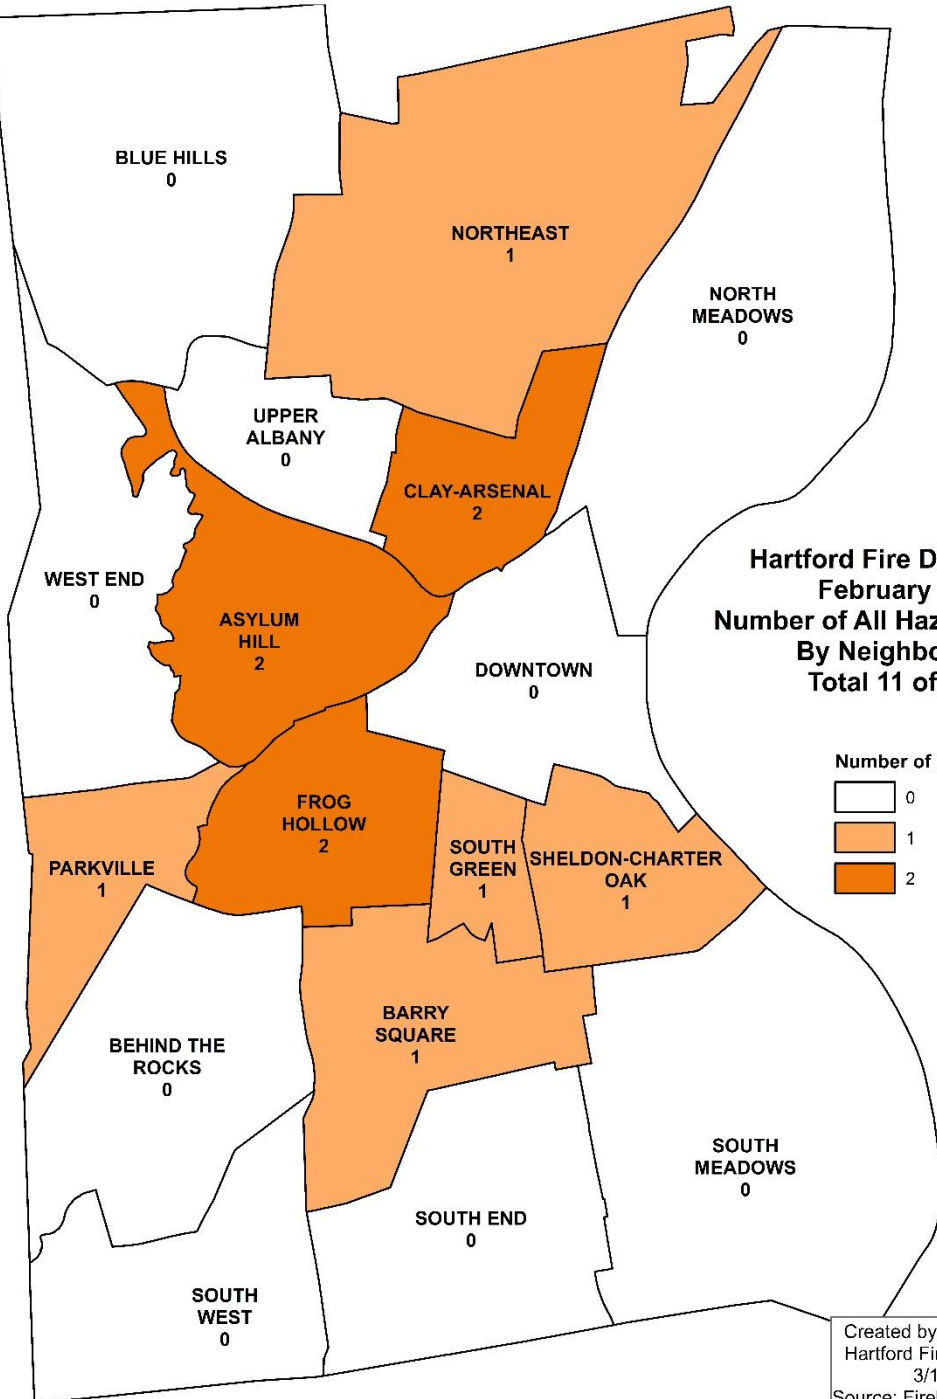 BLUE HILLS
0
NORTHEAST
1
NORTH
MEADOWS
0
UPPER
ALBANY
0
CLAY-ARSENAL
2
WEST END
0
ASYLUM
HILL
2
DOWNTOWN
0
Hartford Fire D
February
Number of All Haz
By Neighbo
Total 11 of
Number of
0
1
2
FROG
HOLLOW
2
PARKVILLE
1
SOUTH
GREEN
1
SHELDON-CHARTER
OAK
1
BARRY
SQUARE
1
BEHIND THE
ROCKS
0
SOUTH
MEADOWS
0
SOUTH END
0
SOUTH
WEST
0
Created by
Hartford Fir
3/1
Source: Fire